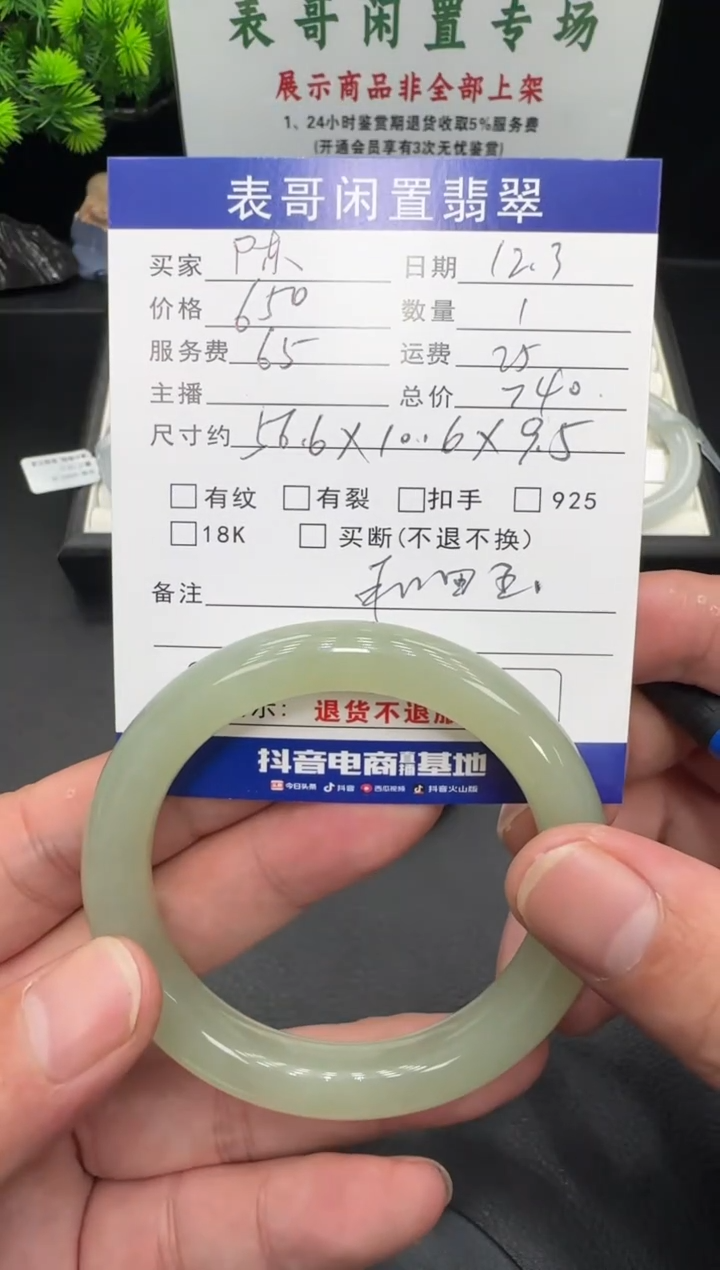 表哥闲置专场
展示商品非全部上架
1、24小时鉴赏期退货收取5%服务费
(开通会员享有3次无忧鉴赏)
表哥闲置翡翠
买家 陈 日期 12.3
价格 650 数量 1
服务费 65 运费 25
主播 总价 740.
尺寸约 56.6X10.6X9.5
有纹 有裂 扣手 925
18K 买断(不退不换)
备注 和田玉
示: 退货不退
抖音电商直播基地
今日头条 抖音 西瓜视频 抖音火山版